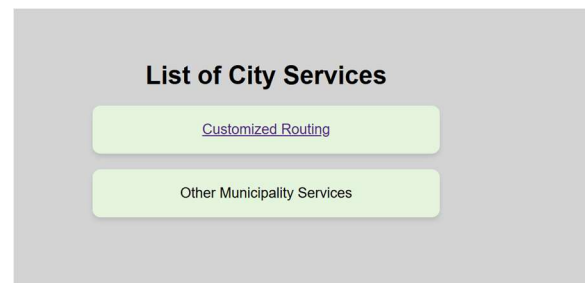 List of City Services
Customized Routing
Other Municipality Services